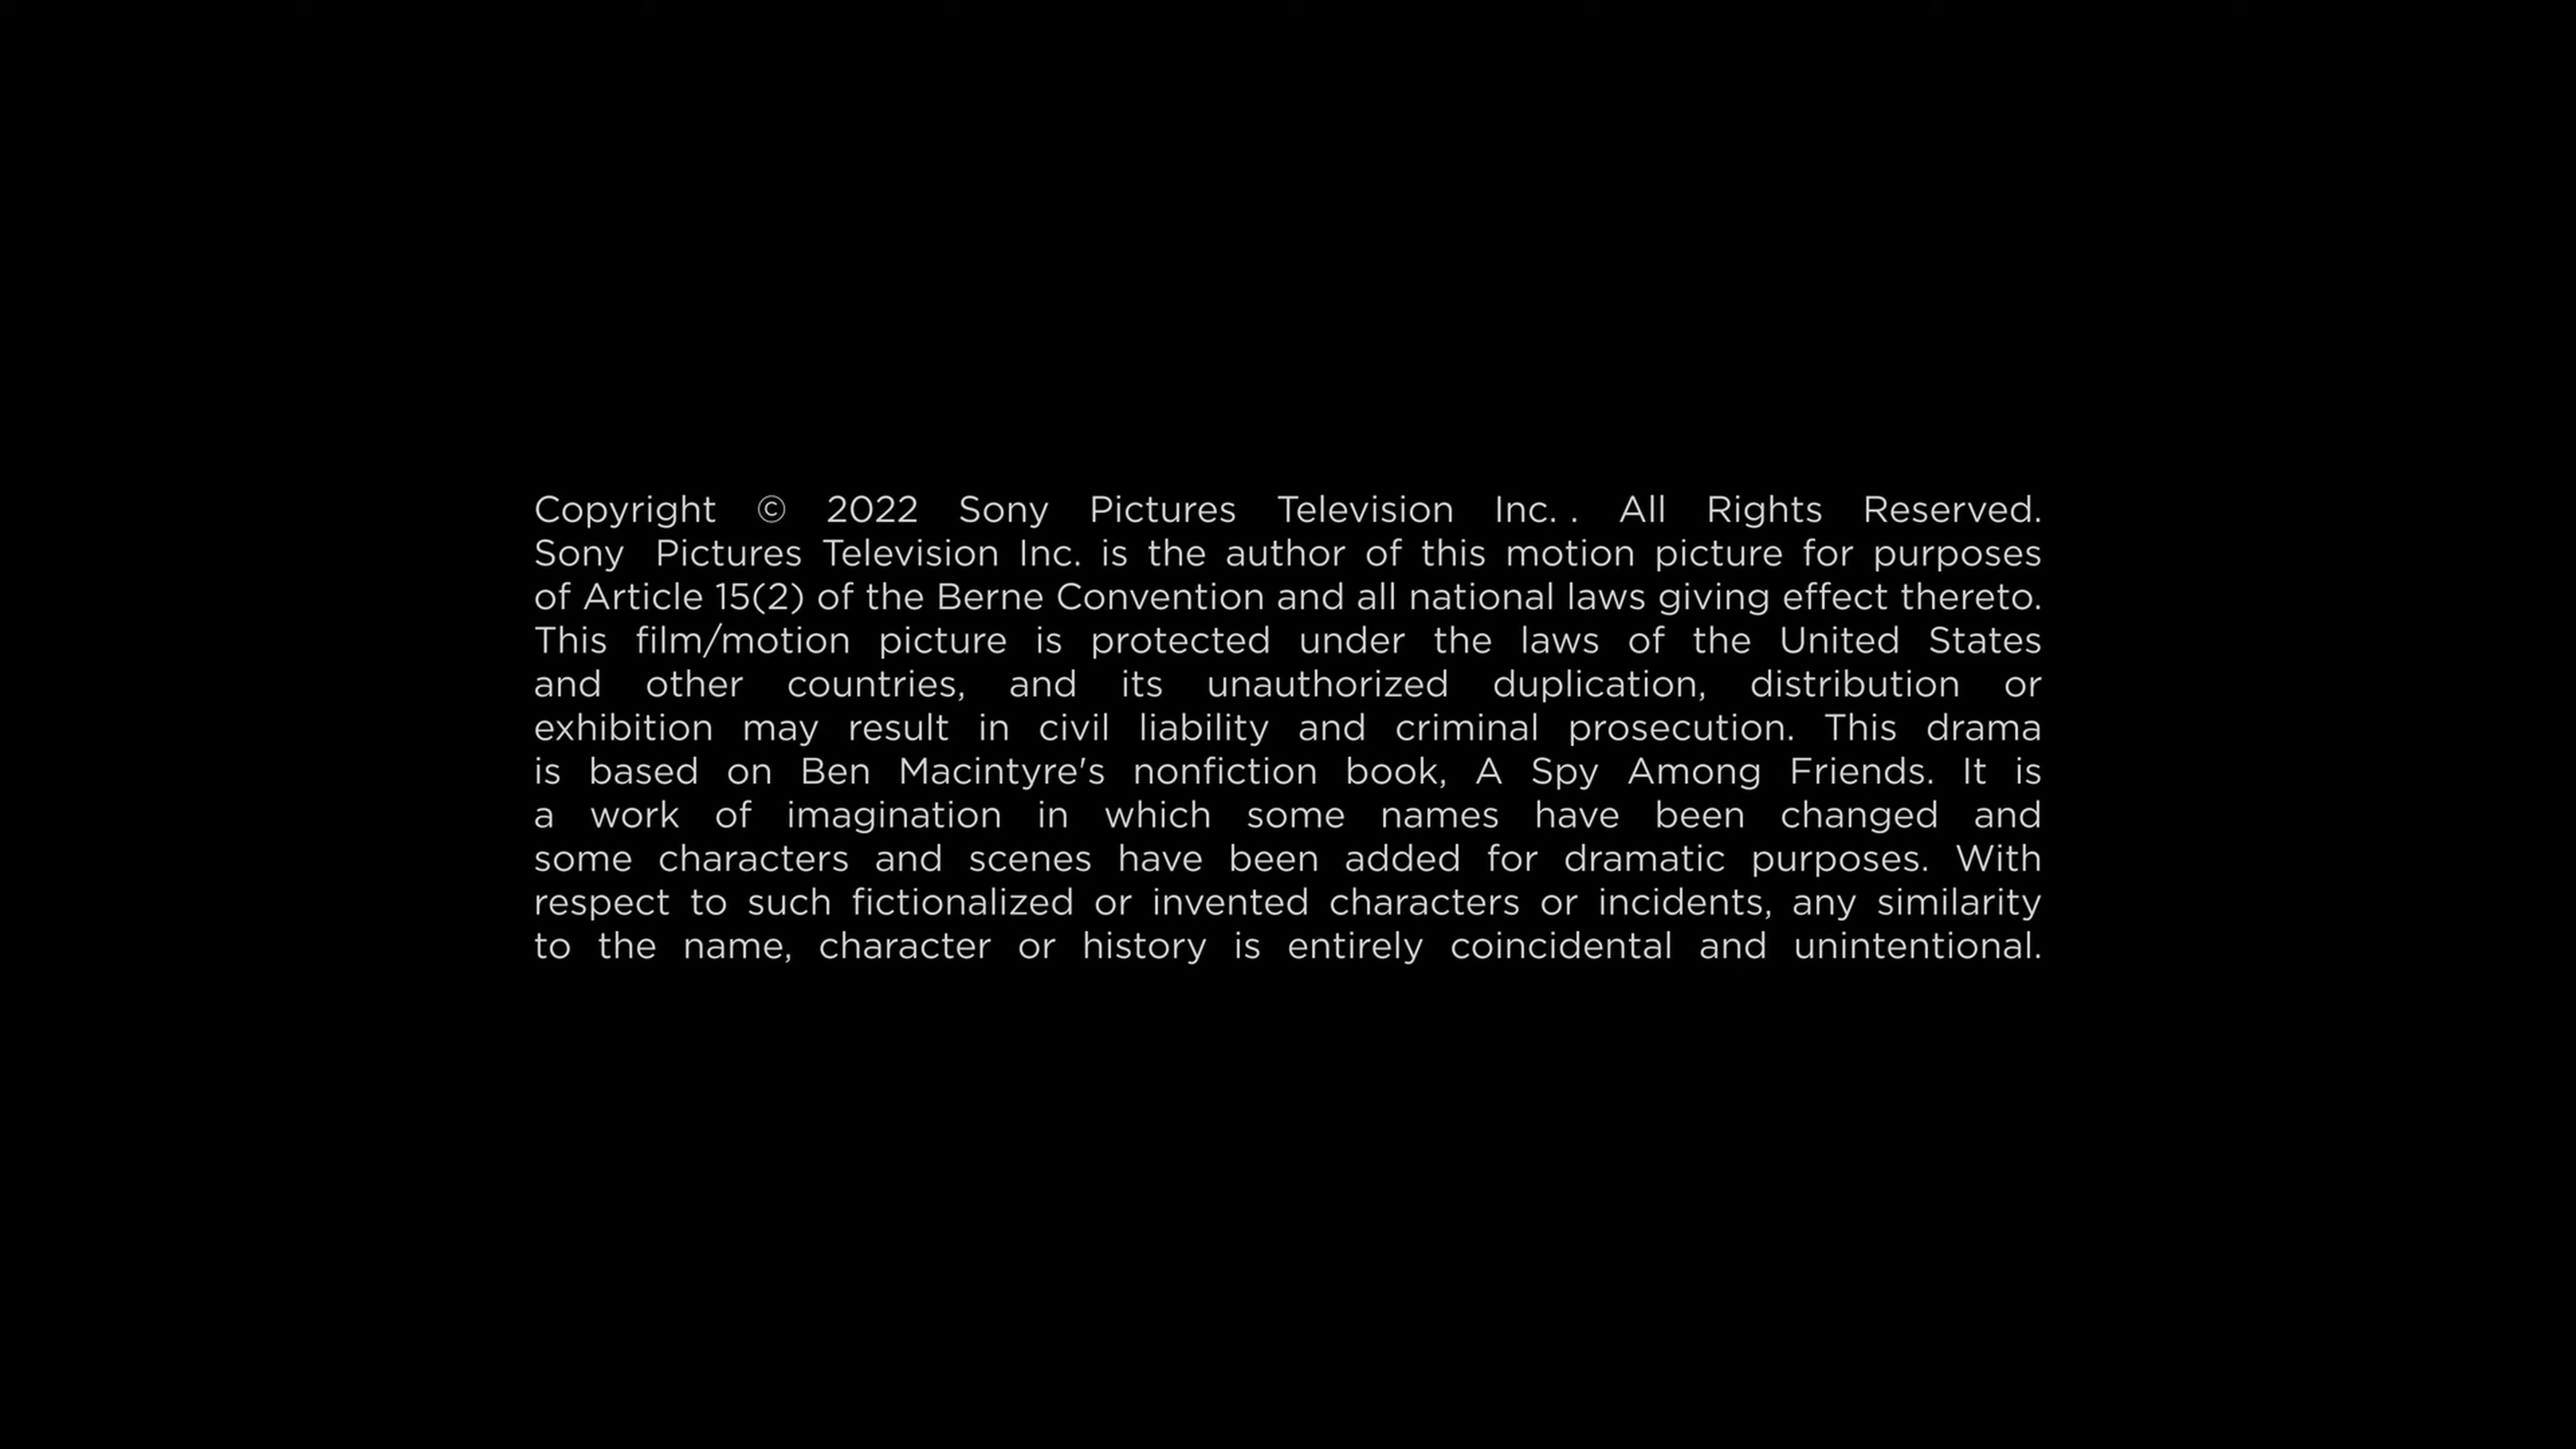 Copyright © 2022 Sony Pictures Television Inc. . All Rights Reserved.
Sony Pictures Television Inc. is the author of this motion picture for purposes
of Article 15(2) of the Berne Convention and all national laws giving effect thereto.
This film/motion picture is protected under the laws of the United States
and other countries, and its unauthorized duplication, distribution or
exhibition may result in civil liability and criminal prosecution. This drama
is based on Ben Macintyre's nonfiction book, A Spy Among Friends. It is
a work of imagination in which some names have been changed and
some characters and scenes have been added for dramatic purposes. With
respect to such fictionalized or invented characters or incidents, any similarity
to the name, character or history is entirely coincidental and unintentional.